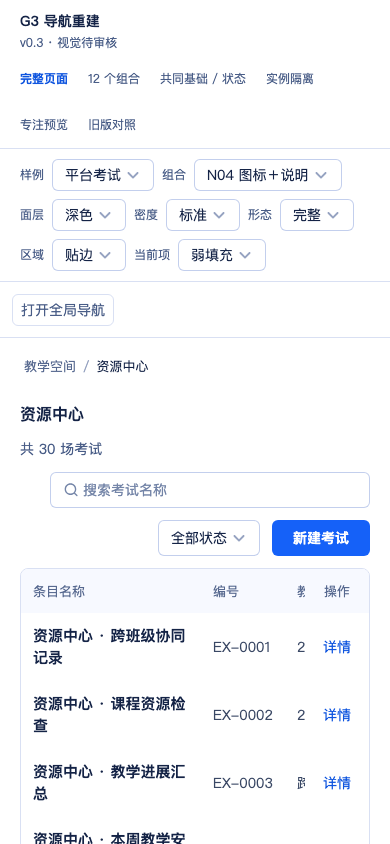 G3 导航重建
v0.3 · 视觉待审核
完整页面 12 个组合 共同基础 / 状态 实例隔离
专注预览 旧版对照
样例 平台考试 组合 N04 图标＋说明
面层 深色 密度 标准 形态 完整
区域 贴边 当前项 弱填充
打开全局导航
教学空间 / 资源中心
资源中心
共 30 场考试
搜索考试名称
全部状态 新建考试
条目名称 编号 操作
资源中心 · 跨班级协同
记录
EX-0001 2 详情
资源中心 · 课程资源检
查
EX-0002 2 详情
资源中心 · 教学进展汇
总
EX-0003 详情
资源中心 · 本周教学安